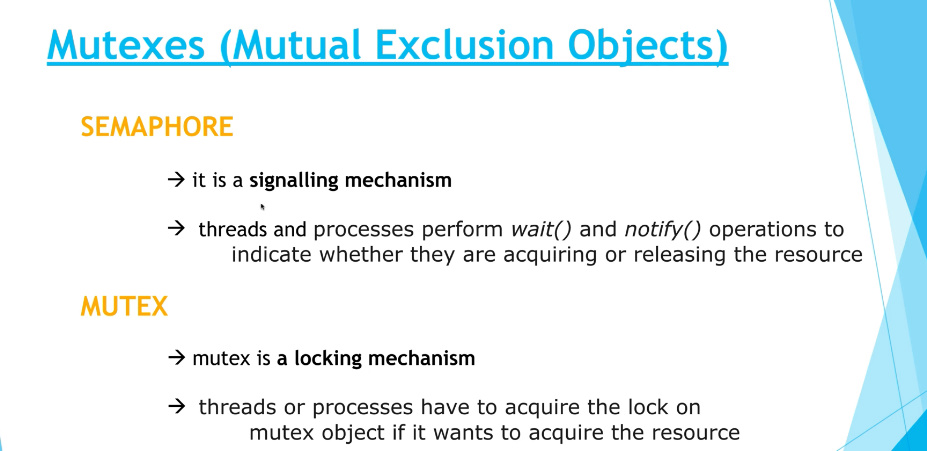 Mutexes (Mutual Exclusion Objects)
SEMAPHORE
→ it is a signalling mechanism
→ threads and processes perform wait() and notify() operations to
indicate whether they are acquiring or releasing the resource
MUTEX
→ mutex is a locking mechanism
→ threads or processes have to acquire the lock on
mutex object if it wants to acquire the resource